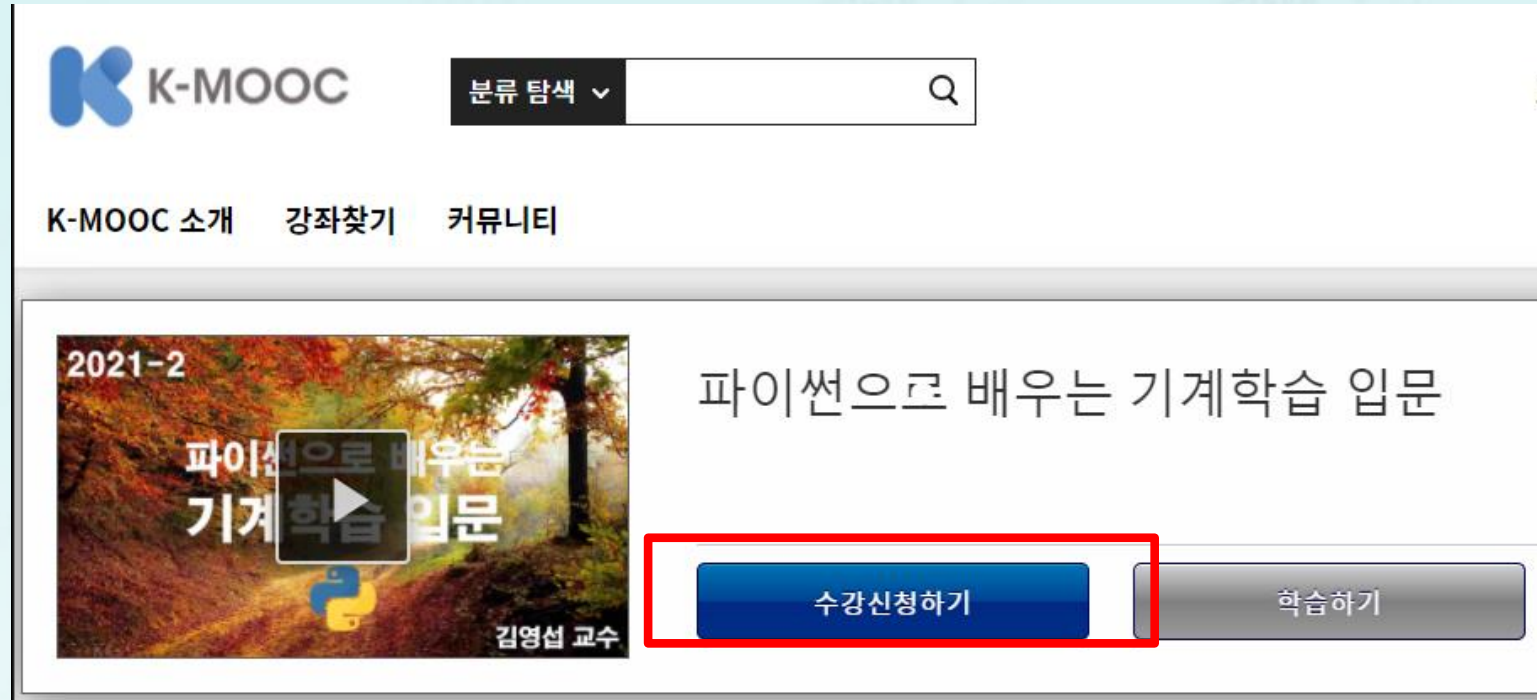 K-MOOC
분류 탐색
K-MOOC 소개 강좌찾기 커뮤니티
2021-2
파이썬으로 배우는
기계학습 입문
김영섭 교수
파이썬으로 배우는 기계학습 입문
수강신청하기 학습하기